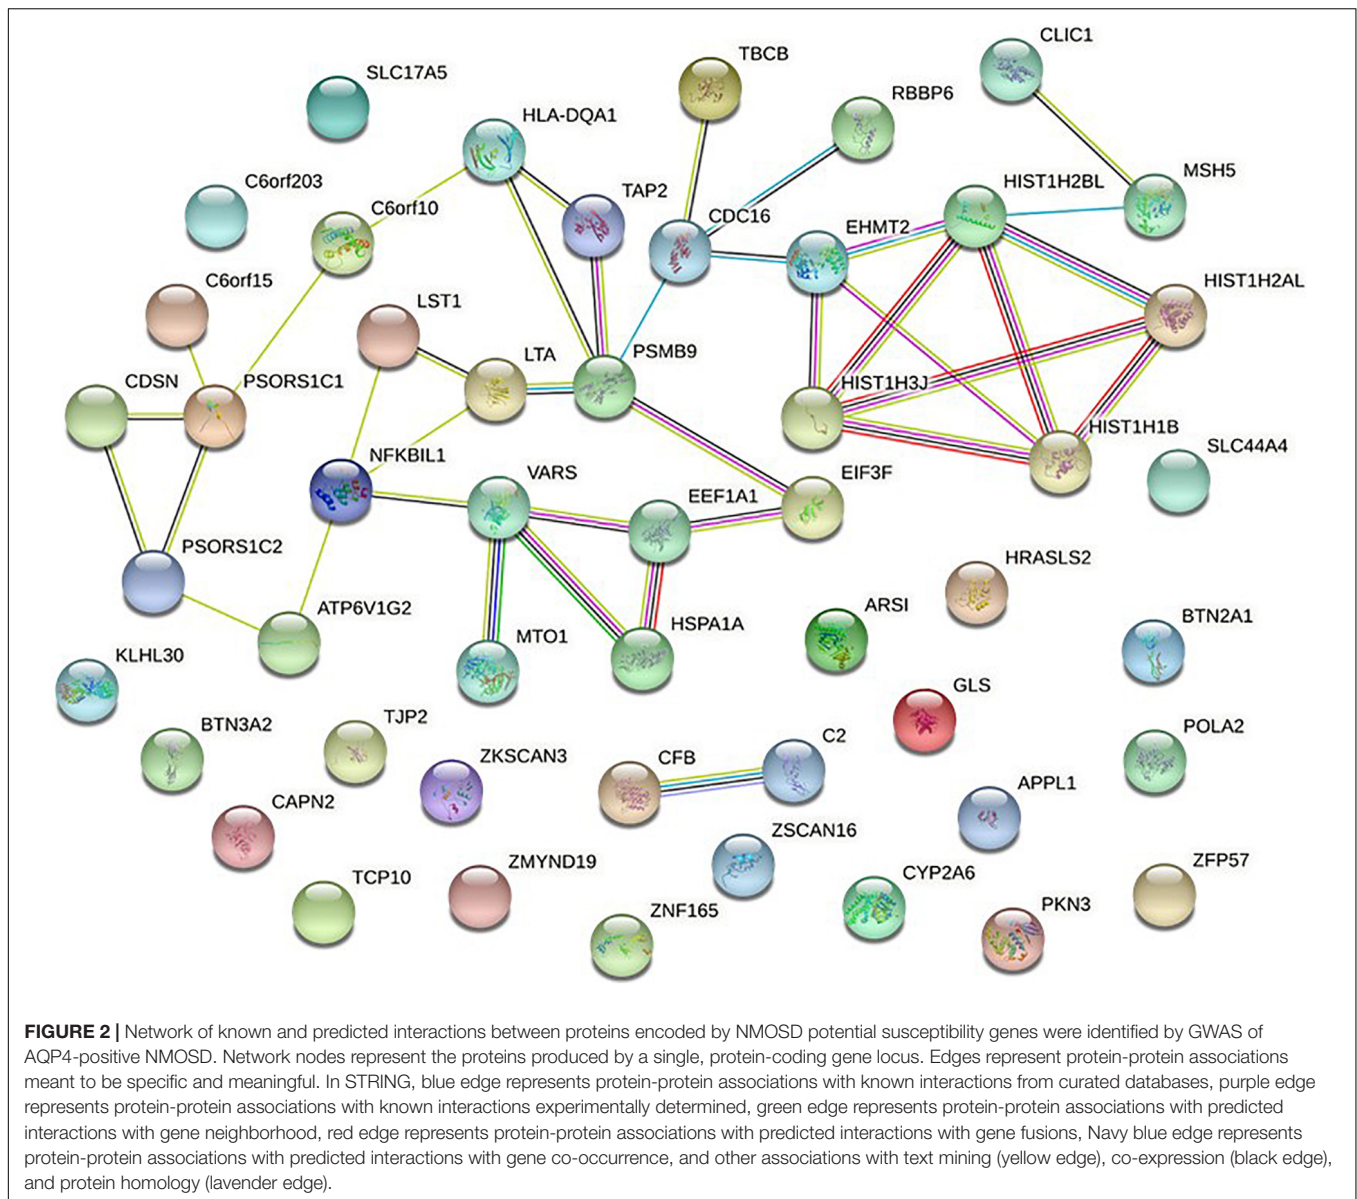 CLIC1
TBCB
SLC17A5
RBBP6
HLA-DQA1
MSH5
C6orf203
HIST1H2BL
TAP2
C6orf10
CDC16
EHMT2
C6orf15
HIST1H2AL
LST1
LTA
PSMB9
CDSN
PSORS1C1
HIST1H3J
HIST1H1B
SLC44A4
NFKBIL1
VARS
EIF3F
EEF1A1
PSORS1C2
HRASLS2
ATP6V1G2
ARSI
BTN2A1
MTO1
HSPA1A
KLHL30
GLS
BTN3A2
TJP2
POLA2
ZKSCAN3
CFB
C2
APPL1
CAPN2
ZSCAN16
ZMYND19
ZFP57
TCP10
CYP2A6
ZNF165
PKN3
FIGURE 2 | Network of known and predicted interactions between proteins encoded by NMOSD potential susceptibility genes were identified by GWAS of
AQP4-positive NMOSD. Network nodes represent the proteins produced by a single, protein-coding gene locus. Edges represent protein-protein associations
meant to be specific and meaningful. In STRING, blue edge represents protein-protein associations with known interactions from curated databases, purple edge
represents protein-protein associations with known interactions experimentally determined, green edge represents protein-protein associations with predicted
interactions with gene neighborhood, red edge represents protein-protein associations with predicted interactions with gene fusions, Navy blue edge represents
protein-protein associations with predicted interactions with gene co-occurrence, and other associations with text mining (yellow edge), co-expression (black edge),
and protein homology (lavender edge).